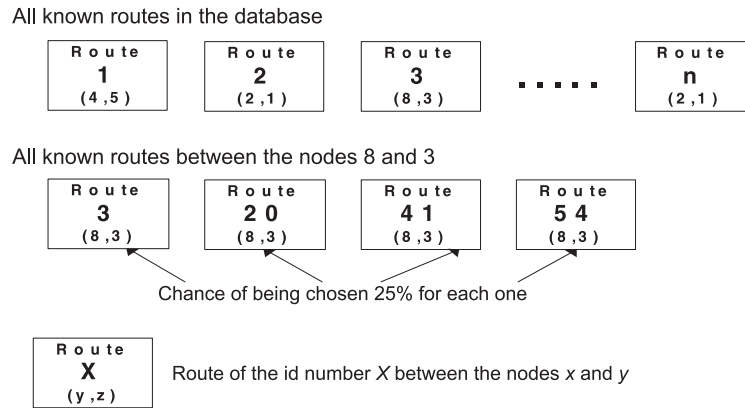 All known routes in the database
Route Route Route Route
1 2 3 ..... n
(4,5) (2,1) (8,3) (2,1)
All known routes between the nodes 8 and 3
Route Route Route Route
3 20 41 54
(8,3) (8,3) (8,3) (8,3)
Chance of being chosen 25% for each one
Route
X
(y,z)
Route of the id number X between the nodes x and y